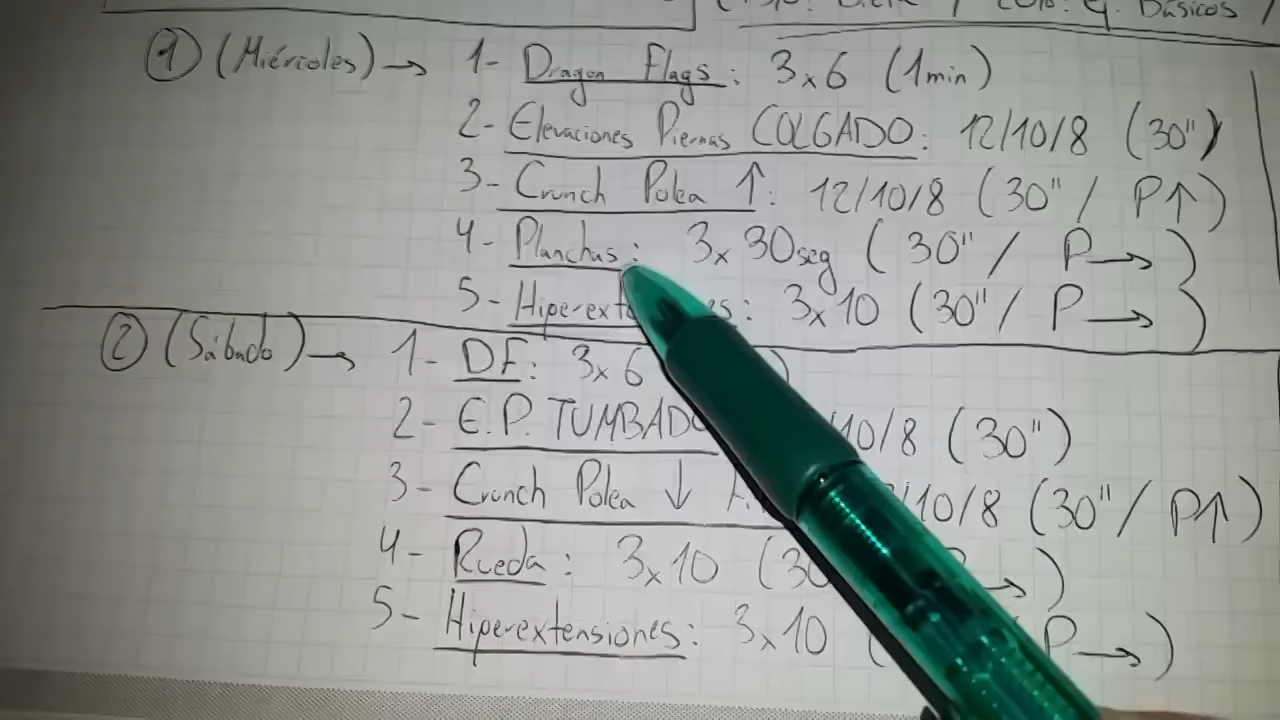 Básicos /
① (Miércoles) → 1- Dragon Flags: 3x6 (1min)
2- Elevaciones Piernas COLGADO: 12/10/8 (30")
3- Crunch Polea ↑: 12/10/8 (30" / P↑)
4- Planchas: 3x30seg (30" / P→)
5- Hiperext es: 3x10 (30" / P→)
② (Sábado) → 1- DF: 3x6 )
2- E.P. TUMBADO 10/8 (30")
3- Crunch Polea ↓ /10/8 (30" / P↑)
4- Rueda: 3x10 (30 P→)
5- Hiperextensiones: 3x10 ( P→)